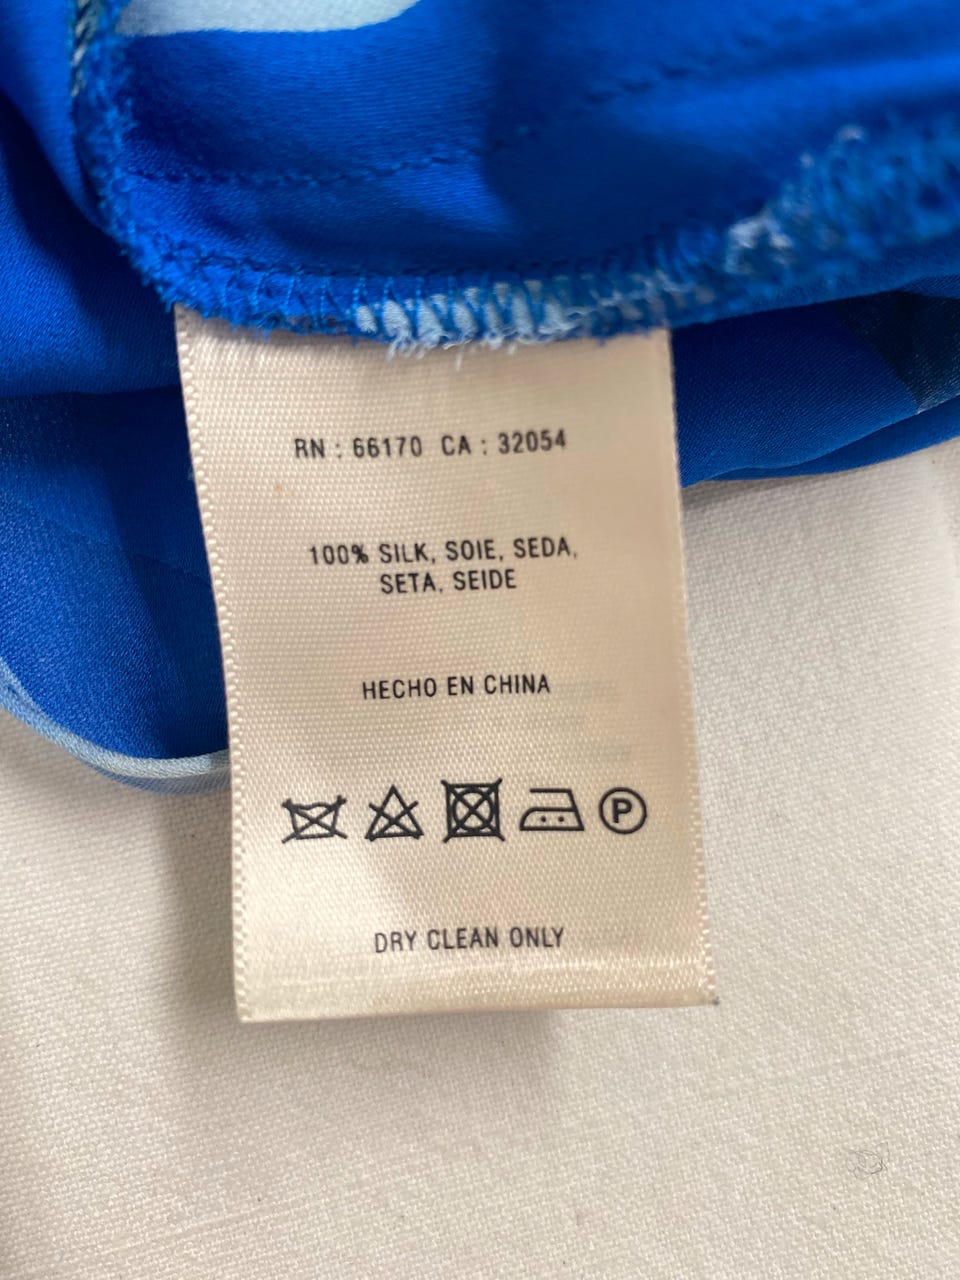 RN : 66170 CA : 32054
100% SILK, SOIE, SEDA,
SETA, SEIDE
HECHO EN CHINA
P
DRY CLEAN ONLY